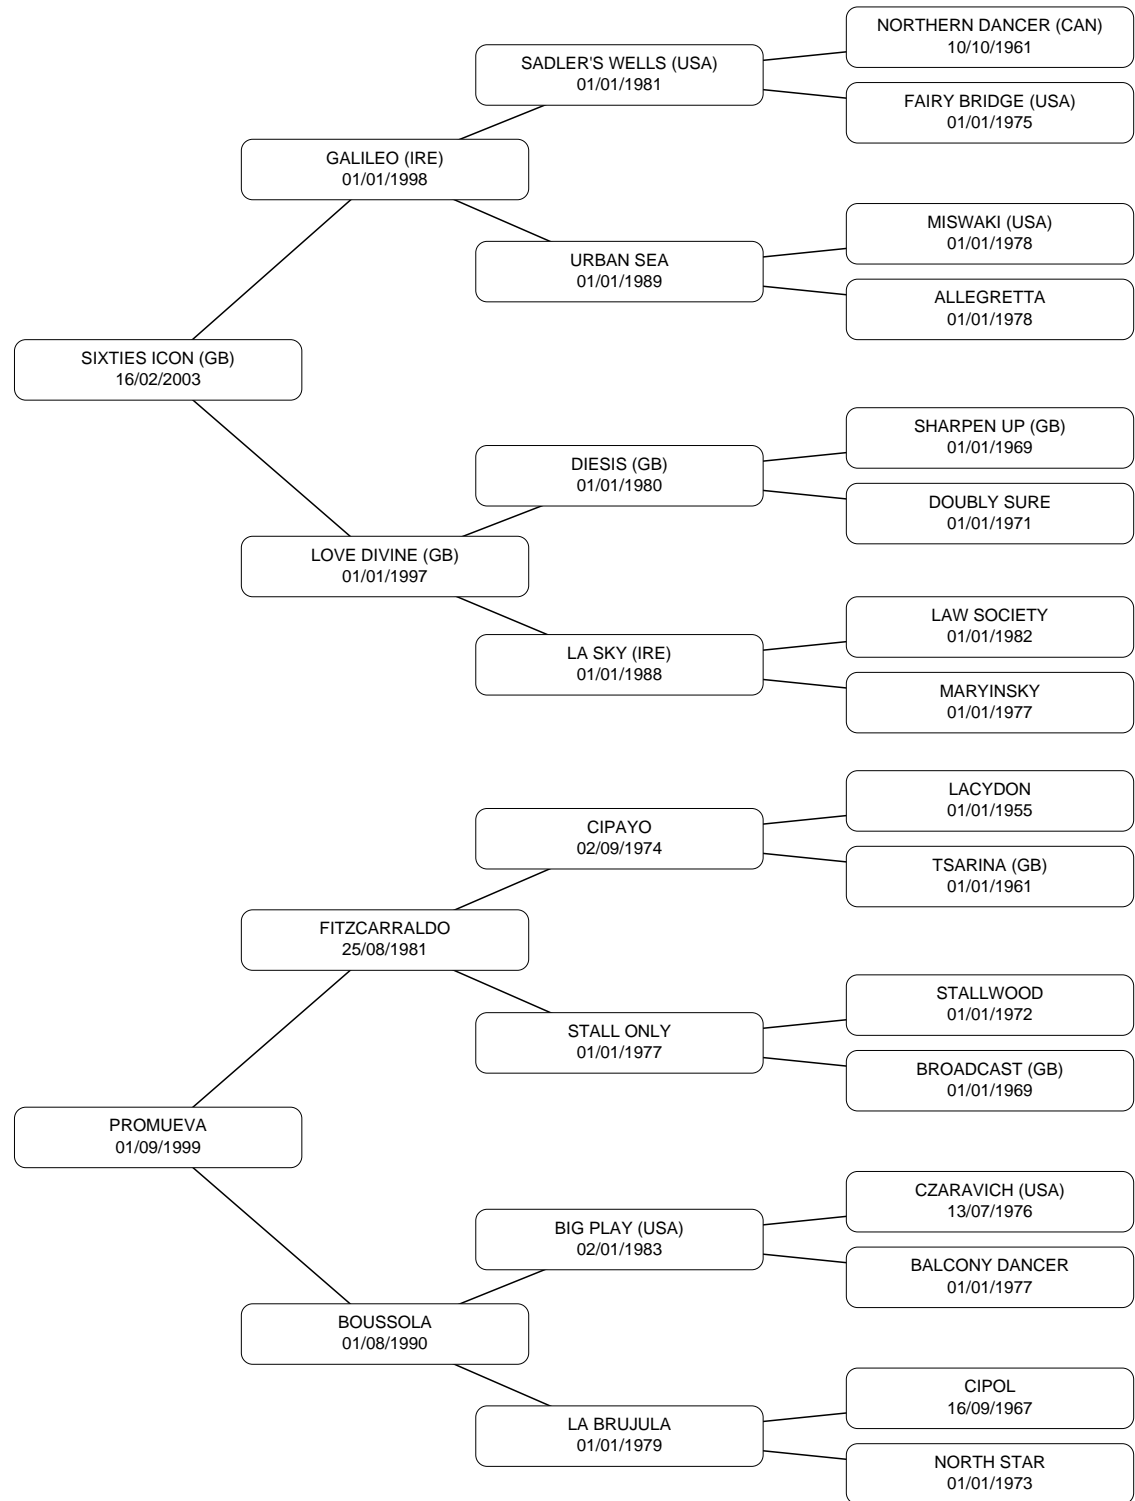 NORTHERN DANCER (CAN)
10/10/1961
SADLER'S WELLS (USA)
01/01/1981
FAIRY BRIDGE (USA)
01/01/1975
GALILEO (IRE)
01/01/1998
MISWAKI (USA)
01/01/1978
URBAN SEA
01/01/1989
ALLEGRETTA
01/01/1978
SIXTIES ICON (GB)
16/02/2003
SHARPEN UP (GB)
01/01/1969
DIESIS (GB)
01/01/1980
DOUBLY SURE
01/01/1971
LOVE DIVINE (GB)
01/01/1997
LAW SOCIETY
01/01/1982
LA SKY (IRE)
01/01/1988
MARYINSKY
01/01/1977
LACYDON
01/01/1955
CIPAYO
02/09/1974
TSARINA (GB)
01/01/1961
FITZCARRALDO
25/08/1981
STALLWOOD
01/01/1972
STALL ONLY
01/01/1977
BROADCAST (GB)
01/01/1969
PROMUEVA
01/09/1999
CZARAVICH (USA)
13/07/1976
BIG PLAY (USA)
02/01/1983
BALCONY DANCER
01/01/1977
BOUSSOLA
01/08/1990
CIPOL
16/09/1967
LA BRUJULA
01/01/1979
NORTH STAR
01/01/1973